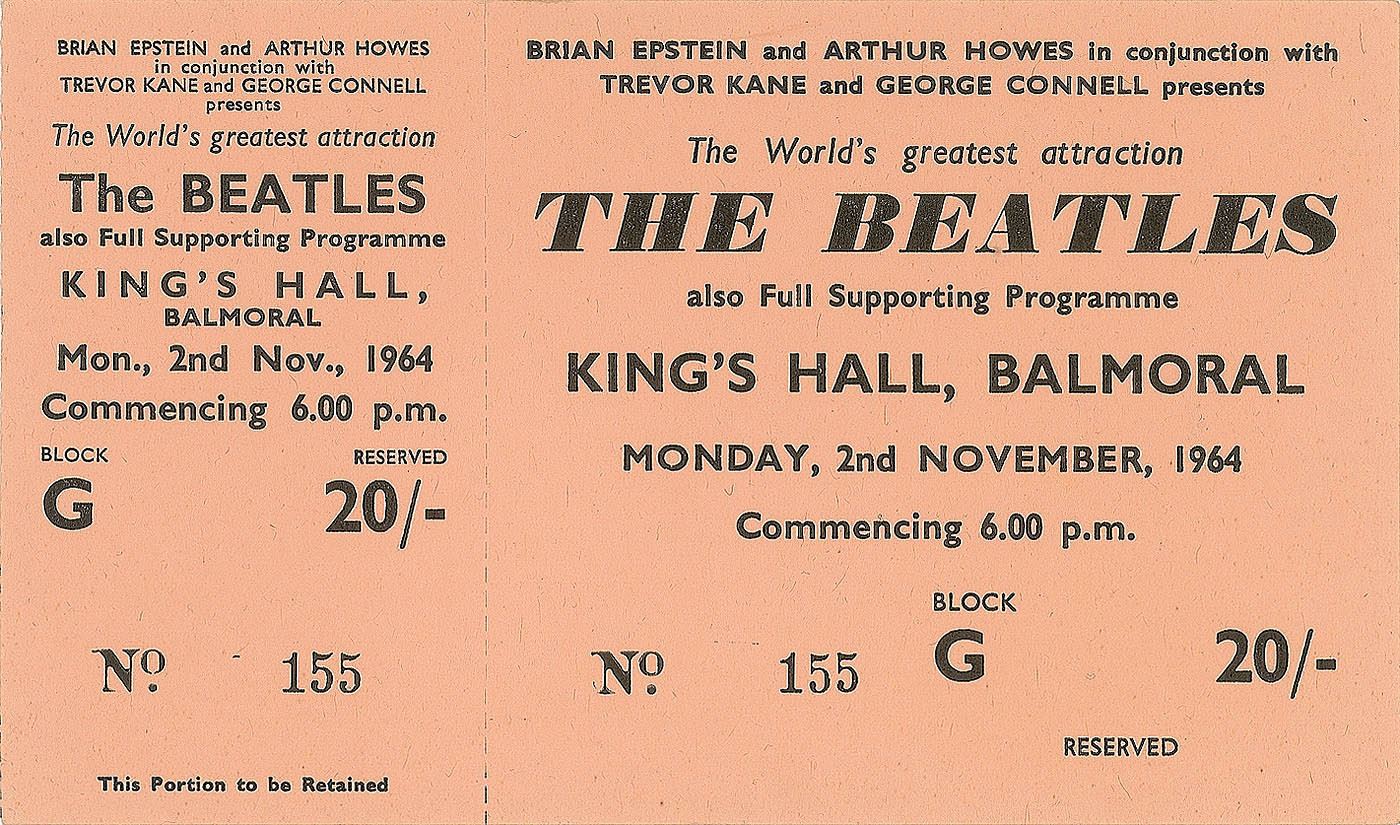 BRIAN EPSTEIN and ARTHUR HOWES
in conjunction with
TREVOR KANE and GEORGE CONNELL
presents
The World's greatest attraction
The BEATLES
also Full Supporting Programme
KING'S HALL,
BALMORAL
Mon., 2nd Nov., 1964
Commencing 6.00 p.m.
BLOCK RESERVED
G 20/-
Nº. 155
This Portion to be Retained
BRIAN EPSTEIN and ARTHUR HOWES in conjunction with
TREVOR KANE and GEORGE CONNELL presents
The World's greatest attraction
THE BEATLES
also Full Supporting Programme
KING'S HALL, BALMORAL
MONDAY, 2nd NOVEMBER, 1964
Commencing 6.00 p.m.
BLOCK
Nº. 155 G 20/-
RESERVED